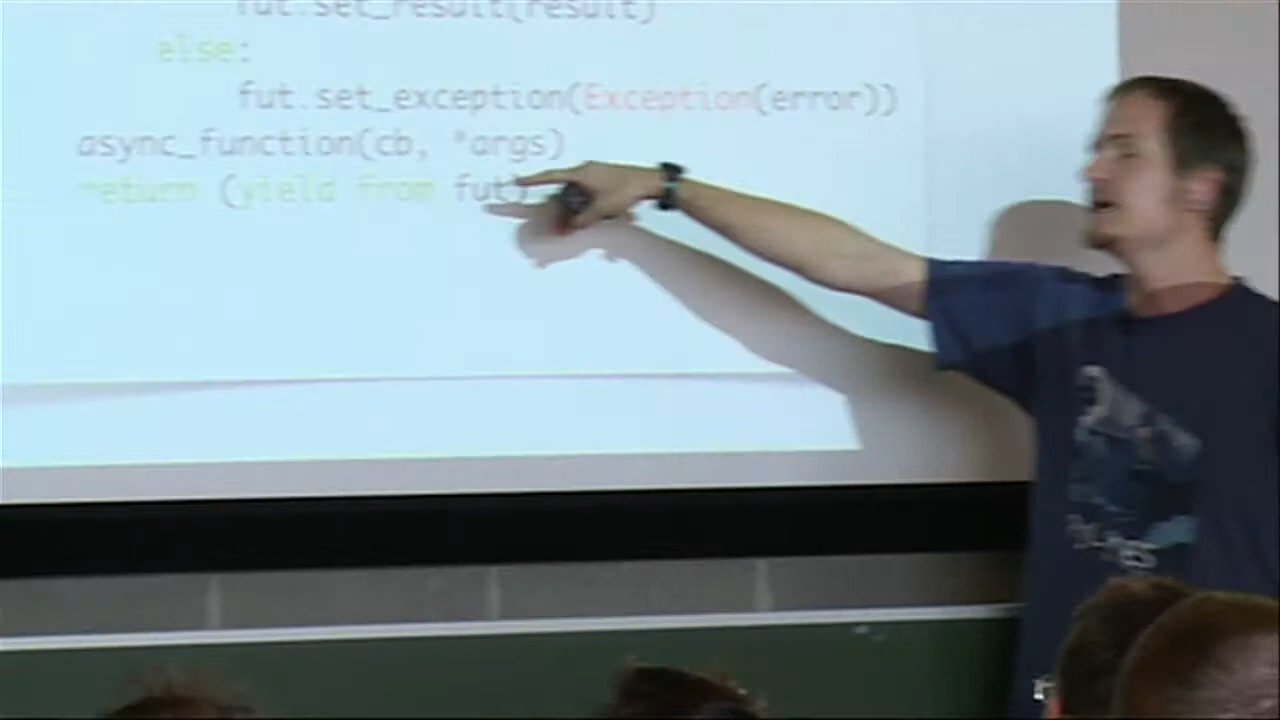 fut.set_result(result)
else:
fut.set_exception(Exception(error))
async_function(cb, *args)
return (yield from fut)